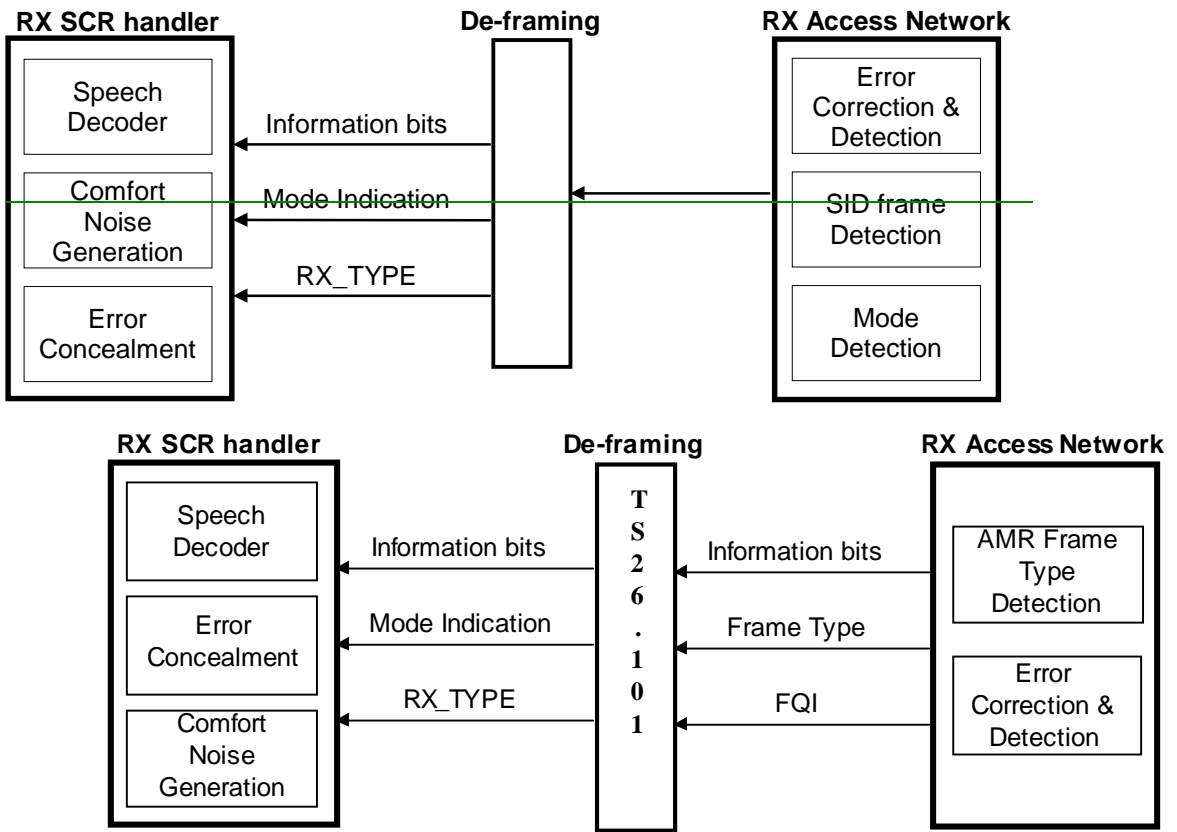 RX SCR handler
De-framing
RX Access Network
Speech
Decoder
Comfort
Noise
Generation
Error
Concealment
Information bits
Mode Indication
RX_TYPE
Error
Correction &
Detection
SID frame
Detection
Mode
Detection
RX SCR handler
De-framing
RX Access Network
Speech
Decoder
Error
Concealment
Comfort
Noise
Generation
Information bits
Mode Indication
RX_TYPE
T
S
2
6
.
1
0
1
Information bits
Frame Type
FQI
AMR Frame
Type
Detection
Error
Correction &
Detection